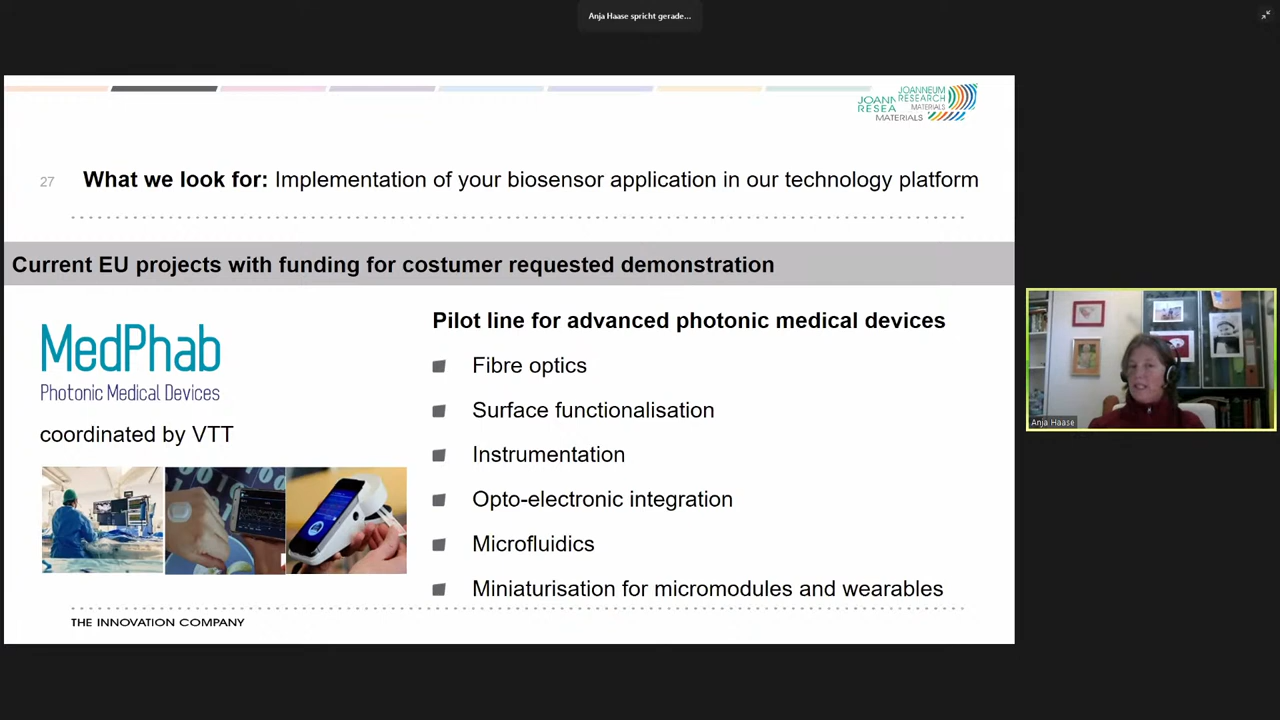 Anja Haase spricht gerade...
JOANNEUM
RESEARCH
MATERIALS
JOANN
RESEA
MATERIALS
27 What we look for: Implementation of your biosensor application in our technology platform
Current EU projects with funding for costumer requested demonstration
MedPhab
Photonic Medical Devices
coordinated by VTT
Pilot line for advanced photonic medical devices
Fibre optics
Surface functionalisation
Instrumentation
Opto-electronic integration
Microfluidics
Miniaturisation for micromodules and wearables
THE INNOVATION COMPANY
Anja Haase